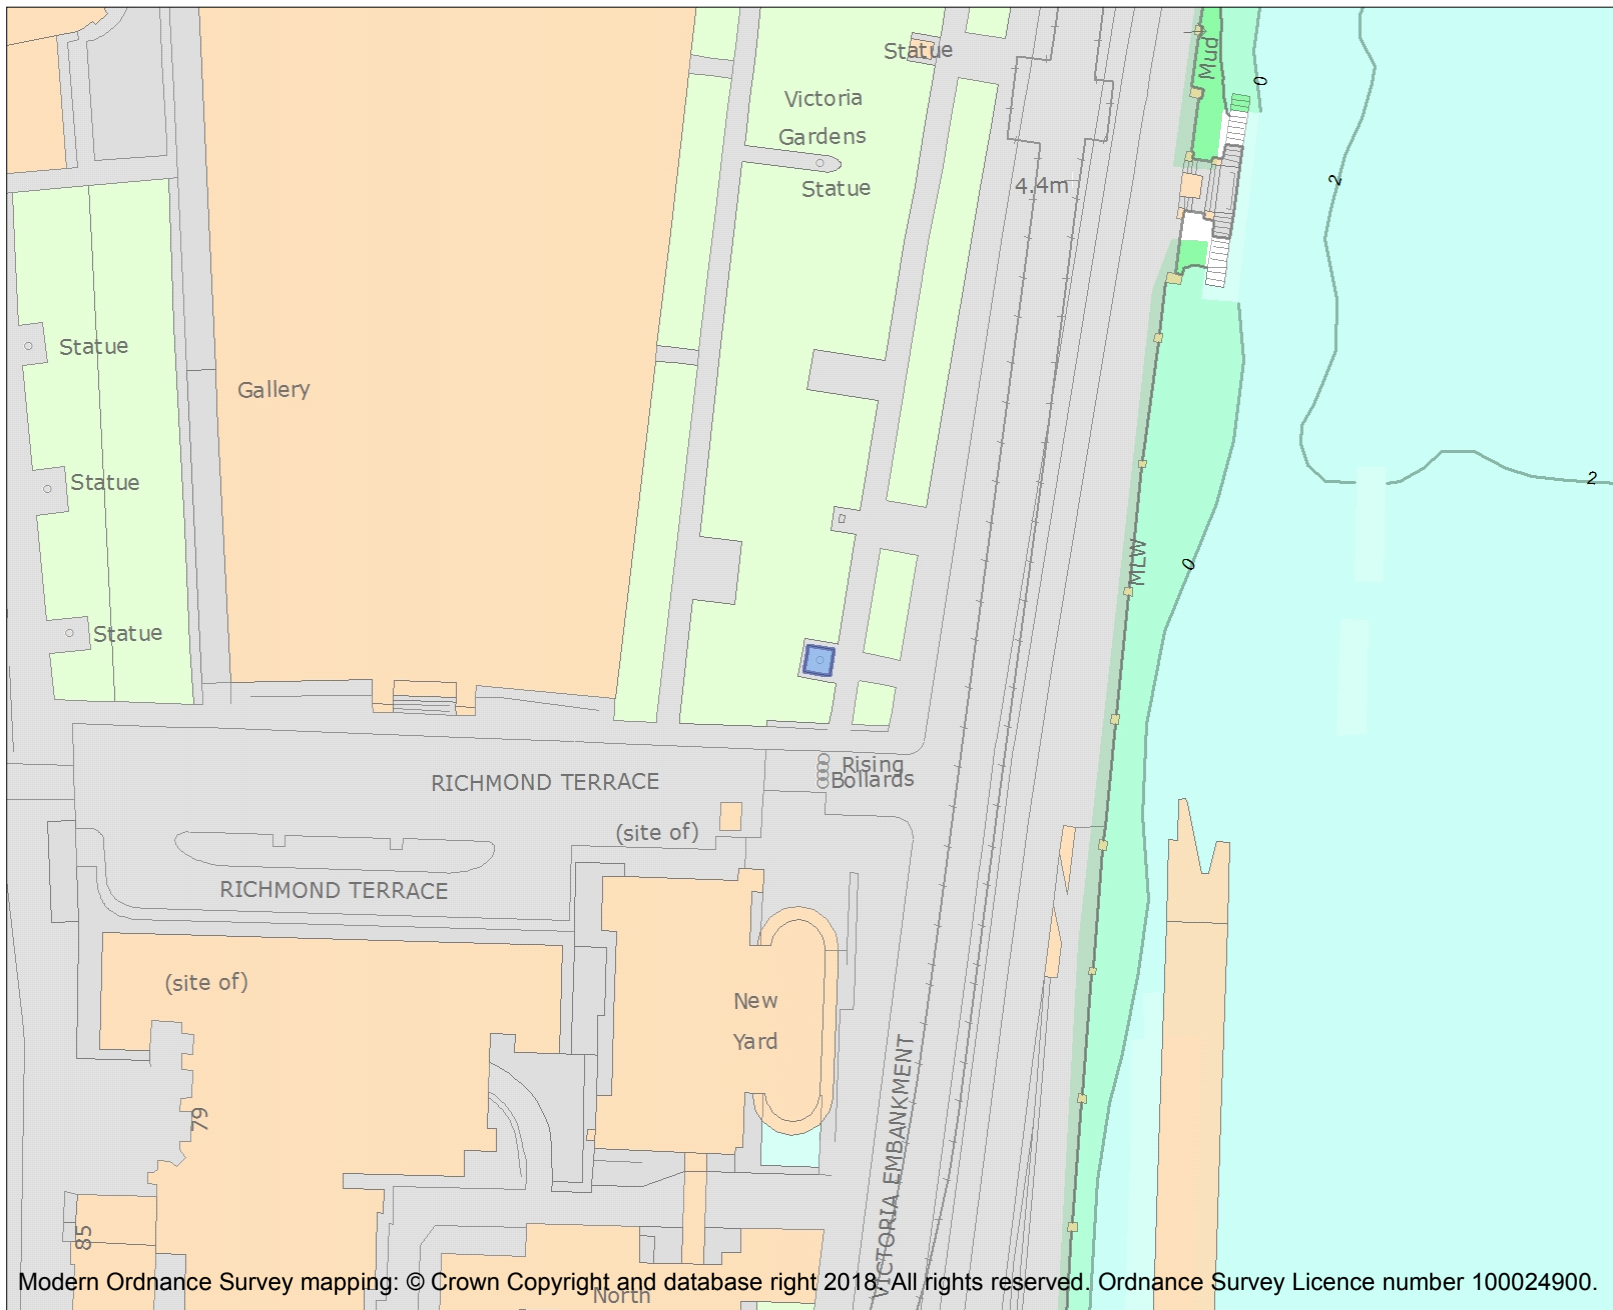 Statue
Mud
0
Victoria
Gardens
Statue
4.4m
2
Statue
Gallery
Statue
2
MLW
0
Statue
Rising
Bollards
RICHMOND TERRACE
(site of)
RICHMOND TERRACE
(site of)
New
Yard
79
VICTORIA EMBANKMENT
85
North
Modern Ordnance Survey mapping: © Crown Copyright and database right 2018. All rights reserved. Ordnance Survey Licence number 100024900.